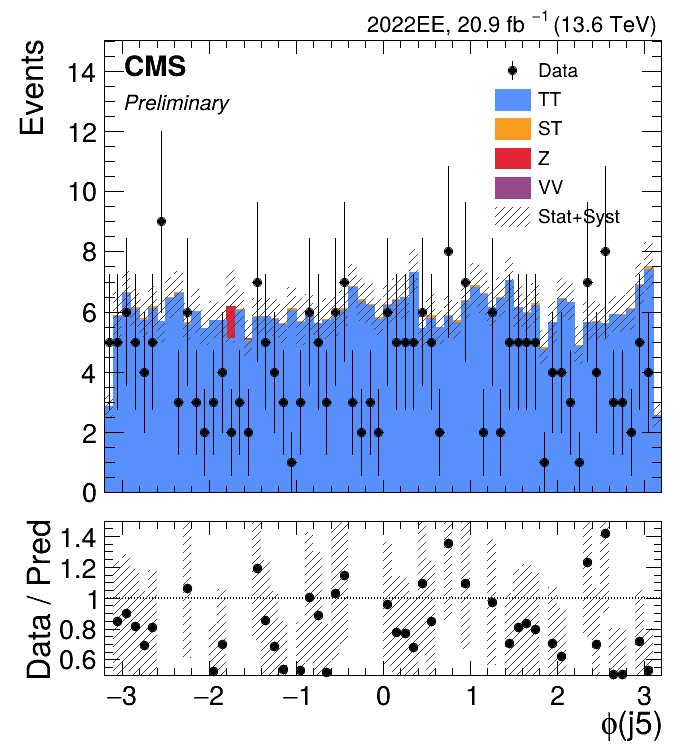 2022EE, 20.9 fb⁻¹ (13.6 TeV)
CMS
Preliminary
Events
Data
TT
ST
Z
VV
Stat+Syst
14
12
10
8
6
4
2
0
Data / Pred
1.4
1.2
1
0.8
0.6
−3 −2 −1 0 1 2 3
ϕ(j5)